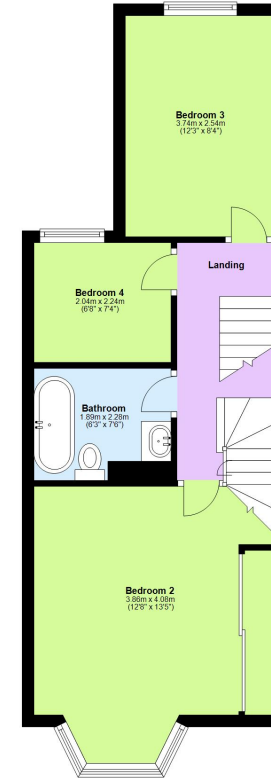 Bedroom 3
3.74m x 2.54m
(12'3" x 8'4")
Landing
Bedroom 4
2.04m x 2.24m
(6'8" x 7'4")
Bathroom
1.89m x 2.28m
(6'3" x 7'6")
Bedroom 2
3.86m x 4.08m
(12'8" x 13'5")